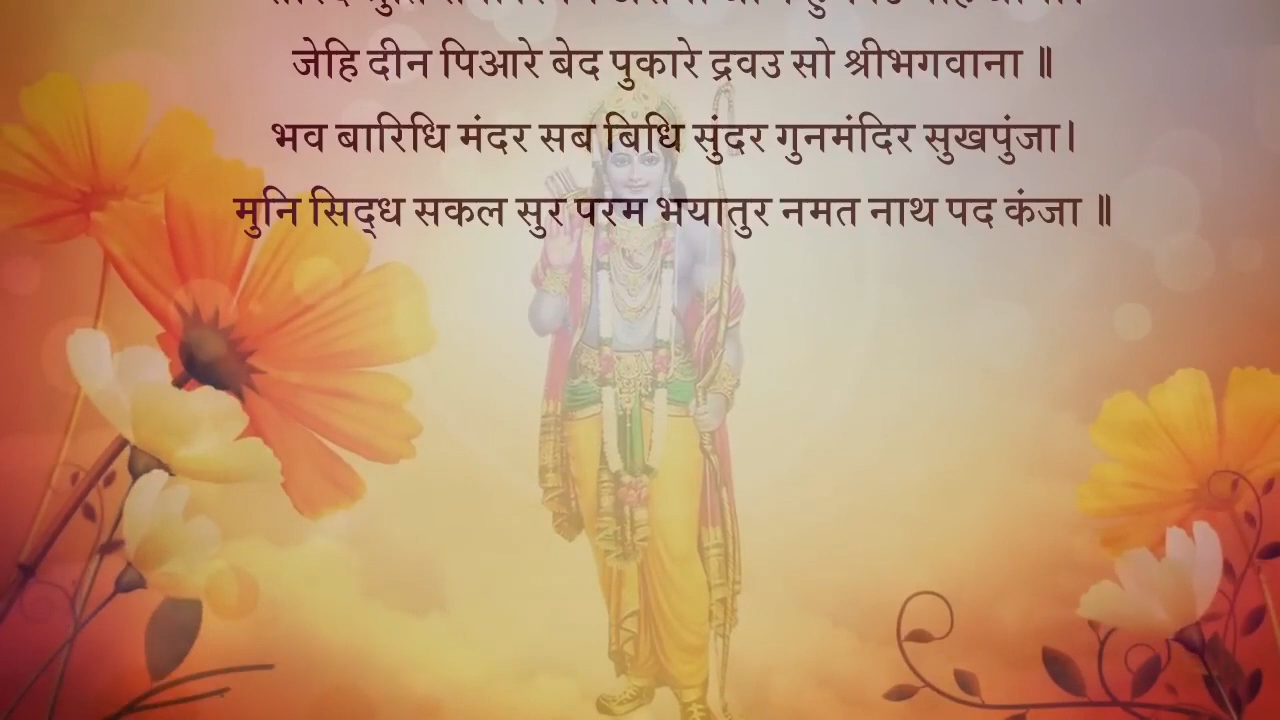 जेहि दीन पिआरे बेद पुकारे द्रवउ सो श्रीभगवाना ॥
भव बारिधि मंदर सब बिधि सुंदर गुनमंदिर सुखपुंजा।
मुनि सिद्ध सकल सुर परम भयातुर नमत नाथ पद कंजा ॥